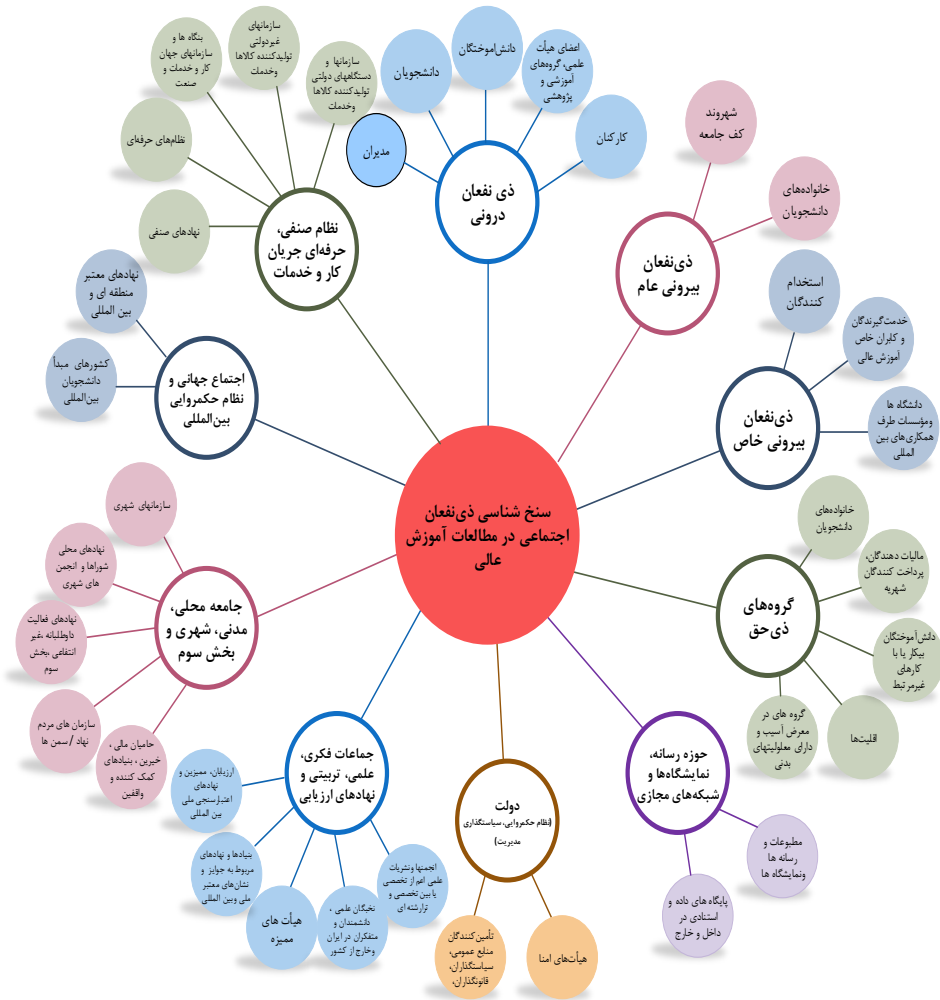 سنخ شناسی ذی‌نفعان
اجتماعی در مطالعات آموزش
عالی
ذی نفعان
درونی
مدیران
دانشجویان
دانش‌اموختگان
اعضای هیأت
علمی، گروه‌های
آموزشی و
پژوهشی
کارکنان
ذی‌نفعان
بیرونی عام
شهروند
کف جامعه
خانواده‌های
دانشجویان
ذی‌نفعان
بیرونی خاص
استخدام
کنندگان
خدمت‌گیرندگان
و کلبران خاص
آموزش عالی
دانشگاه ها
ومؤسسات طرف
همکاری‌های بین
المللی
گروه‌های
ذی‌حق
خانواده‌های
دانشجویان
مالیات دهندگان،
پرداخت کنندگان
شهریه
دانش‌آموختگان
بیکار یا با
کارهای
غیرمرتبط
اقلیت‌ها
گروه های در
معرض آسیب و
دارای معلولیتهای
بدنی
حوزه رسانه،
نمایشگاه‌ها و
شبکه‌های مجازی
مطبوعات و
رسانه ها
ونمایشگاه ها
پایگاه های داده و
استنادی در
داخل و خارج
دولت
(نظام حکمروایی، سیاستگذاری
مدیریت)
هیأت‌های امنا
تأمین‌کنندگان
منابع عمومی،
سیاستگذاران،
قانونگذاران،
جماعات فکری،
علمی، تربیتی و
نهادهای ارزیابی
انجمنها ونشریات
علمی اعم از تخصصی
یا بین تخصصی و
ترارشته ای
نخبگان علمی ،
دانشمندان و
متفکران در ایران
وخارج از کشور
هیأت های
ممیزه
بنیادها و نهادهای
مربوط به جوایز و
نشان‌های معتبر
ملی وبین المللی
ارزیابان، ممیزین و
نهادهای
اعتبارسنجی ملی
بین المللی
جامعه محلی،
مدنی، شهری و
بخش سوم
سازمانهای شهری
نهادهای محلی
شوراها و انجمن
های شهری
نهادهای فعالیت
داوطلبانه ،غیر
انتفاعی ،بخش
سوم
سازمان های مردم
نهاد / سمن ها
حامیان مالی ،
خیرین ، بنیادهای
کمک کننده و
واقفین
اجتماع جهانی و
نظام حکمروایی
بین‌المللی
نهادهای معتبر
منطقه ای و
بین المللی
کشورهای مبدأ
دانشجویان
بین‌المللی
نظام صنفی،
حرفه‌ای جریان
کار و خدمات
سازمانها و
دستگاههای دولتی
تولیدکننده کالاها
وخدمات
سازمانهای
غیردولتی
تولیدکننده کالاها
وخدمات
بنگاه ها و
سازمانهای جهان
کار و خدمات و
صنعت
نظام‌های حرفه‌ای
نهادهای صنفی